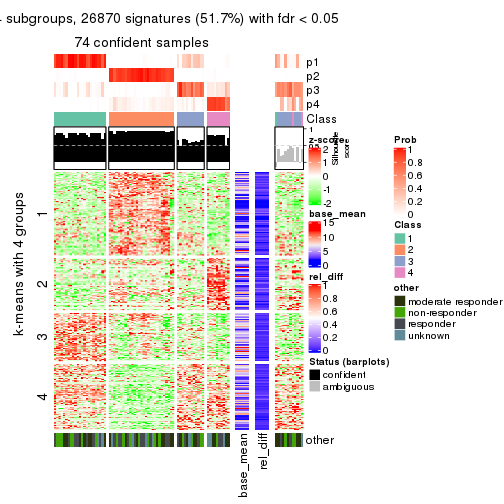 subgroups, 26870 signatures (51.7%) with fdr < 0.05
74 confident samples
p1
p2
p3
p4
Class
1
Silhouette
score
z-score
2
1
0
-1
-2
base_mean
15
10
5
0
rel_diff
1
0.8
0.6
0.4
0.2
0
Status (barplots)
confident
ambiguous
Prob
1
0.8
0.6
0.4
0.2
0
Class
1
2
3
4
other
moderate responder
non-responder
responder
unknown
k-means with 4 groups
1
2
3
4
other
base_mean
rel_diff